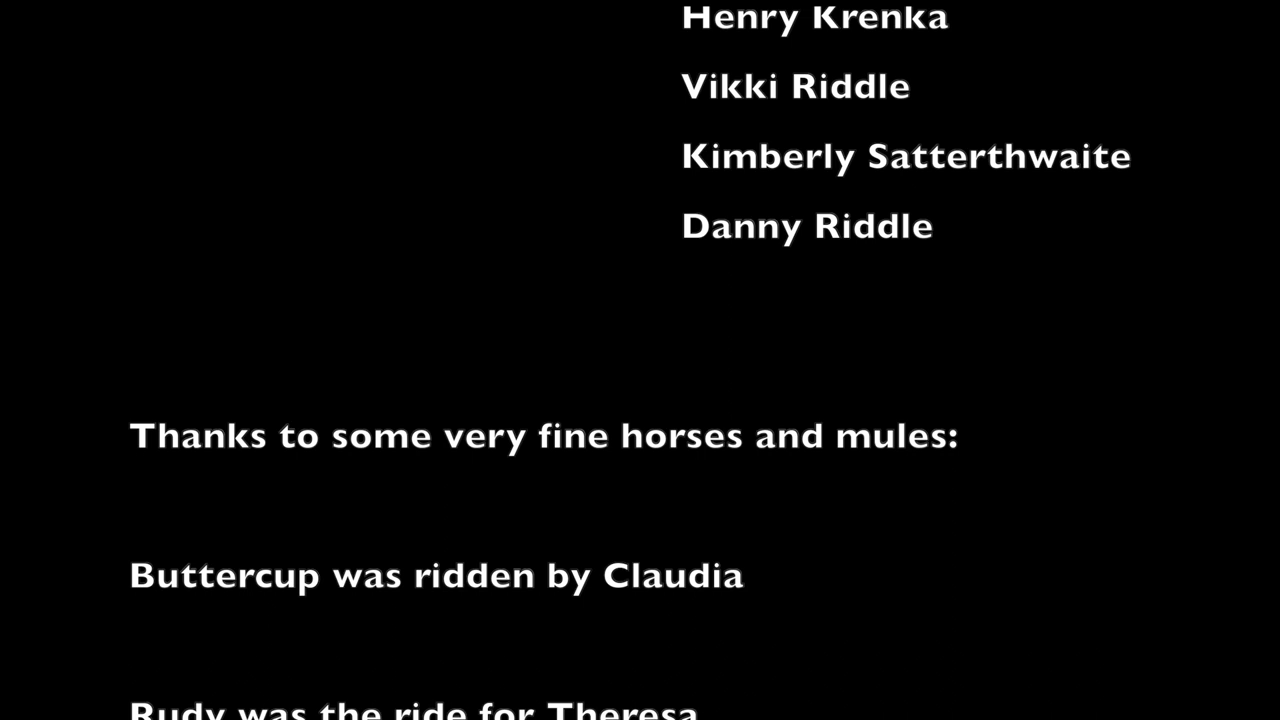 Henry Krenka
Vikki Riddle
Kimberly Satterthwaite
Danny Riddle
Thanks to some very fine horses and mules:
Buttercup was ridden by Claudia
Rudy was the ride for Theresa